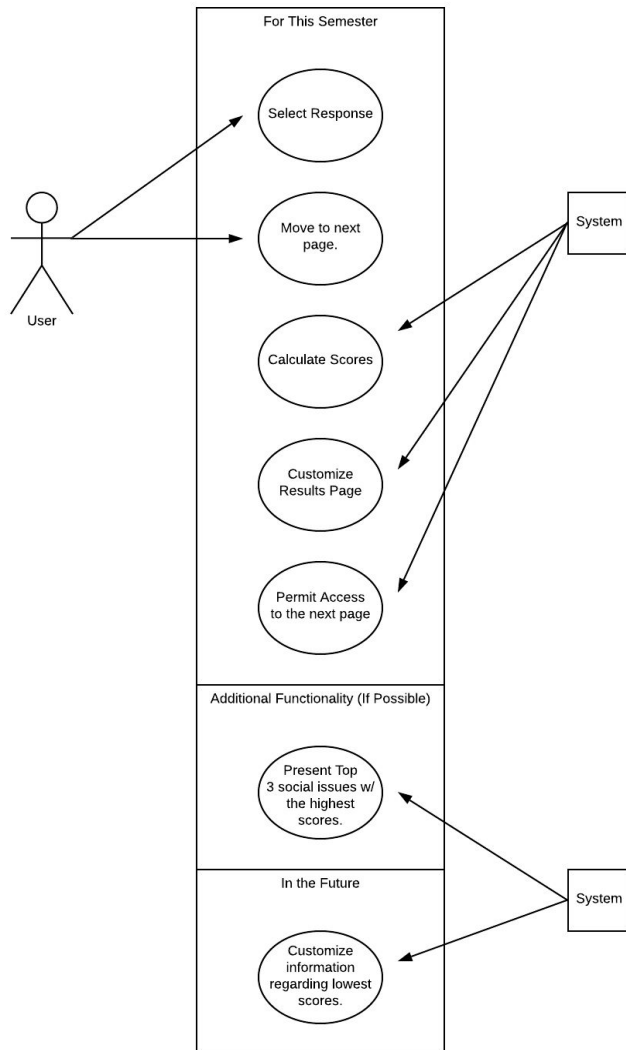 For This Semester
Select Response
Move to next
page.
System
User
Calculate Scores
Customize
Results Page
Permit Access
to the next page
Additional Functionality (If Possible)
Present Top
3 social issues w/
the highest
scores.
In the Future
System
Customize
information
regarding lowest
scores.